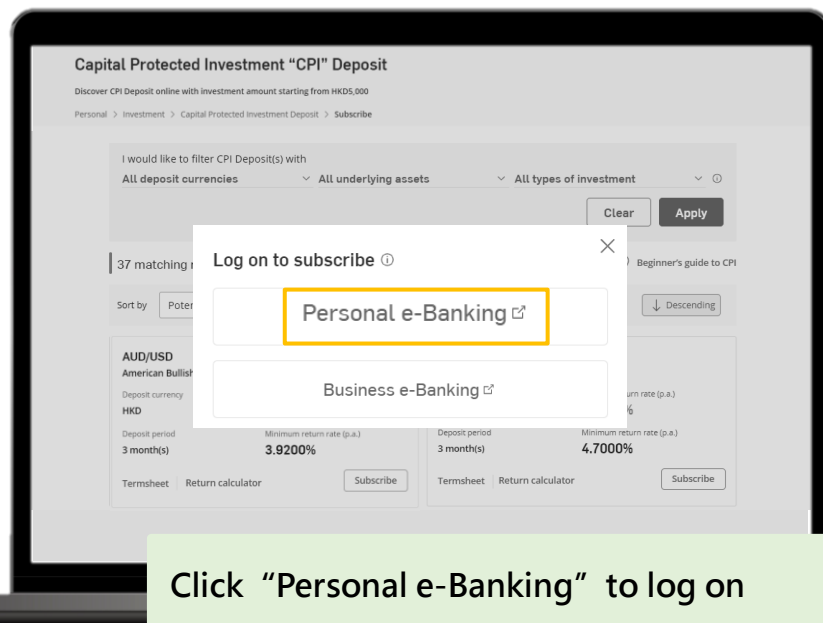 Capital Protected Investment “CPI” Deposit
Discover CPI Deposit online with investment amount starting from HKD5,000
Personal > Investment > Capital Protected Investment Deposit > Subscribe
I would like to filter CPI Deposit(s) with
All deposit currencies All underlying assets All types of investment
Clear Apply
37 matching Beginner's guide to CPI
Log on to subscribe
Sort by Descending
Personal e-Banking
AUD/USD
American Bullish
Business e-Banking
Deposit currency rate (p.a.)
HKD
Deposit period Minimum return rate (p.a.) Deposit period Minimum return rate (p.a.)
3 month(s) 3.9200% 3 month(s) 4.7000%
Termsheet Return calculator Subscribe Termsheet Return calculator Subscribe
Click “Personal e-Banking” to log on